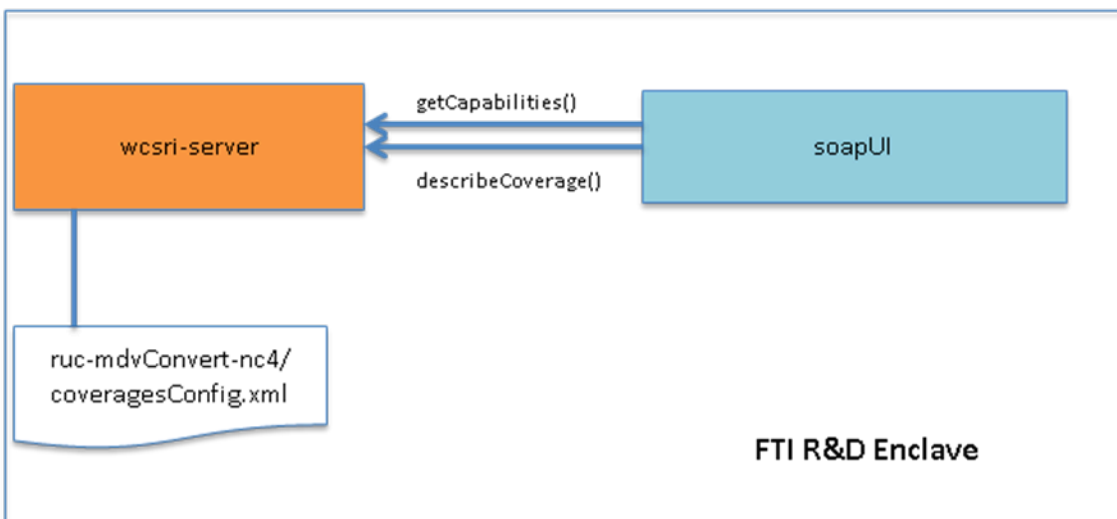 getCapabilities()
wcsri-server
soapUI
describeCoverage()
ruc-mdvConvert-nc4/
coveragesConfig.xml
FTI R&D Enclave